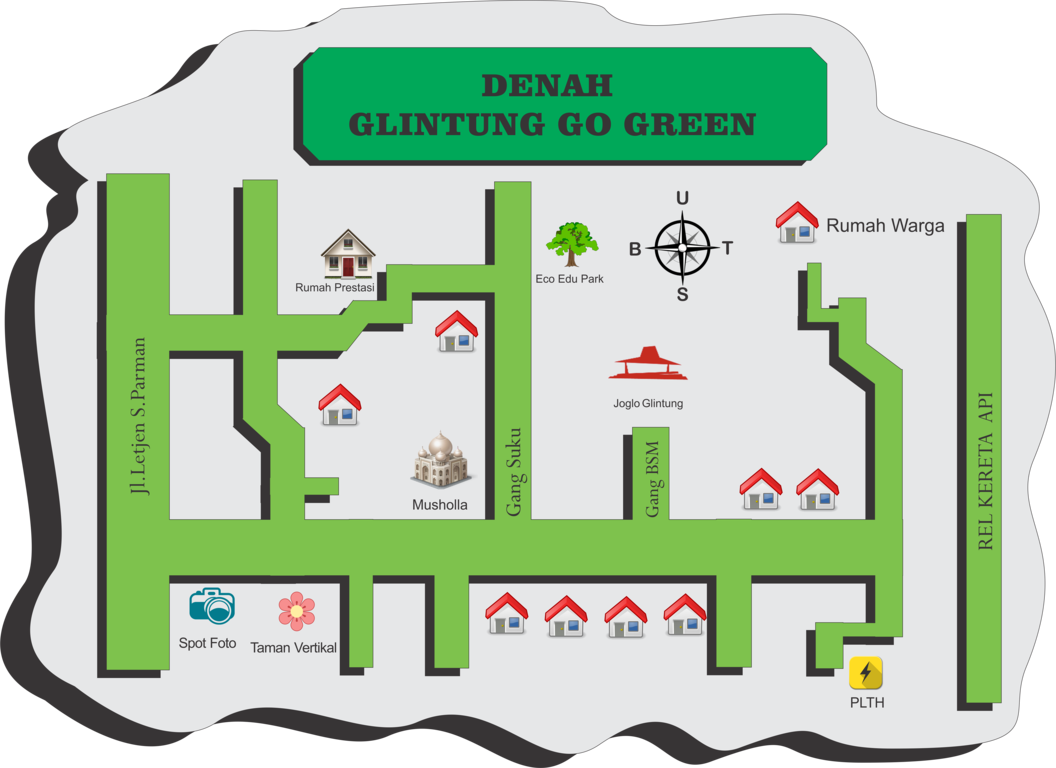 DENAH
GLINTUNG GO GREEN
U
B
T
S
Rumah Warga
Rumah Prestasi
Eco Edu Park
Jl.Letjen S.Parman
Joglo Glintung
Gang Suku
Gang BSM
REL KERETA API
Musholla
Spot Foto
Taman Vertikal
PLTH